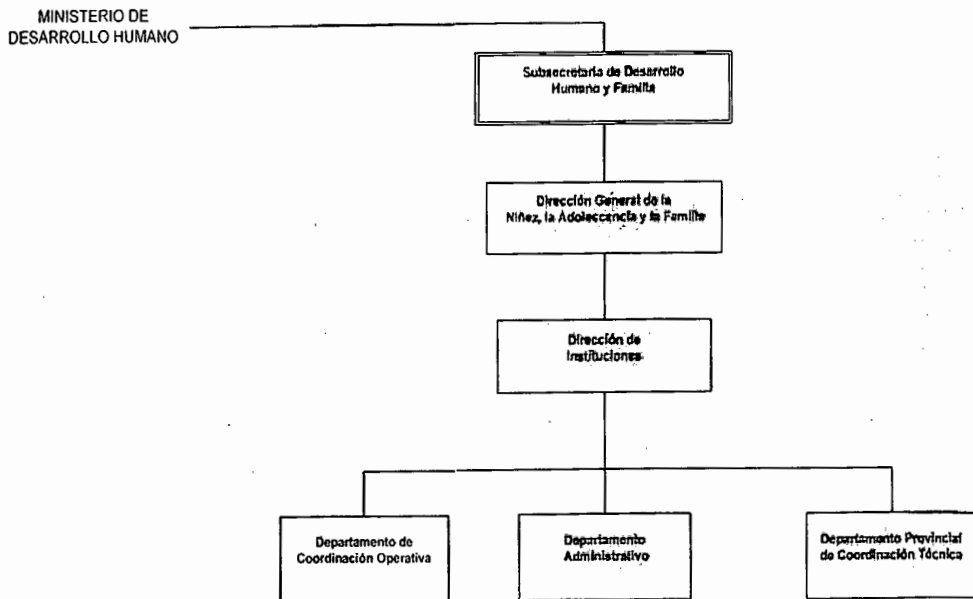 MINISTERIO DE
DESARROLLO HUMANO
Subsecretaría de Desarrollo
Humano y Familia
Dirección General de la
Niñez, la Adolescencia y la Familia
Dirección de
Instituciones
Departamento de
Coordinación Operativa
Departamento
Administrativo
Departamento Provincial
de Coordinación Técnica